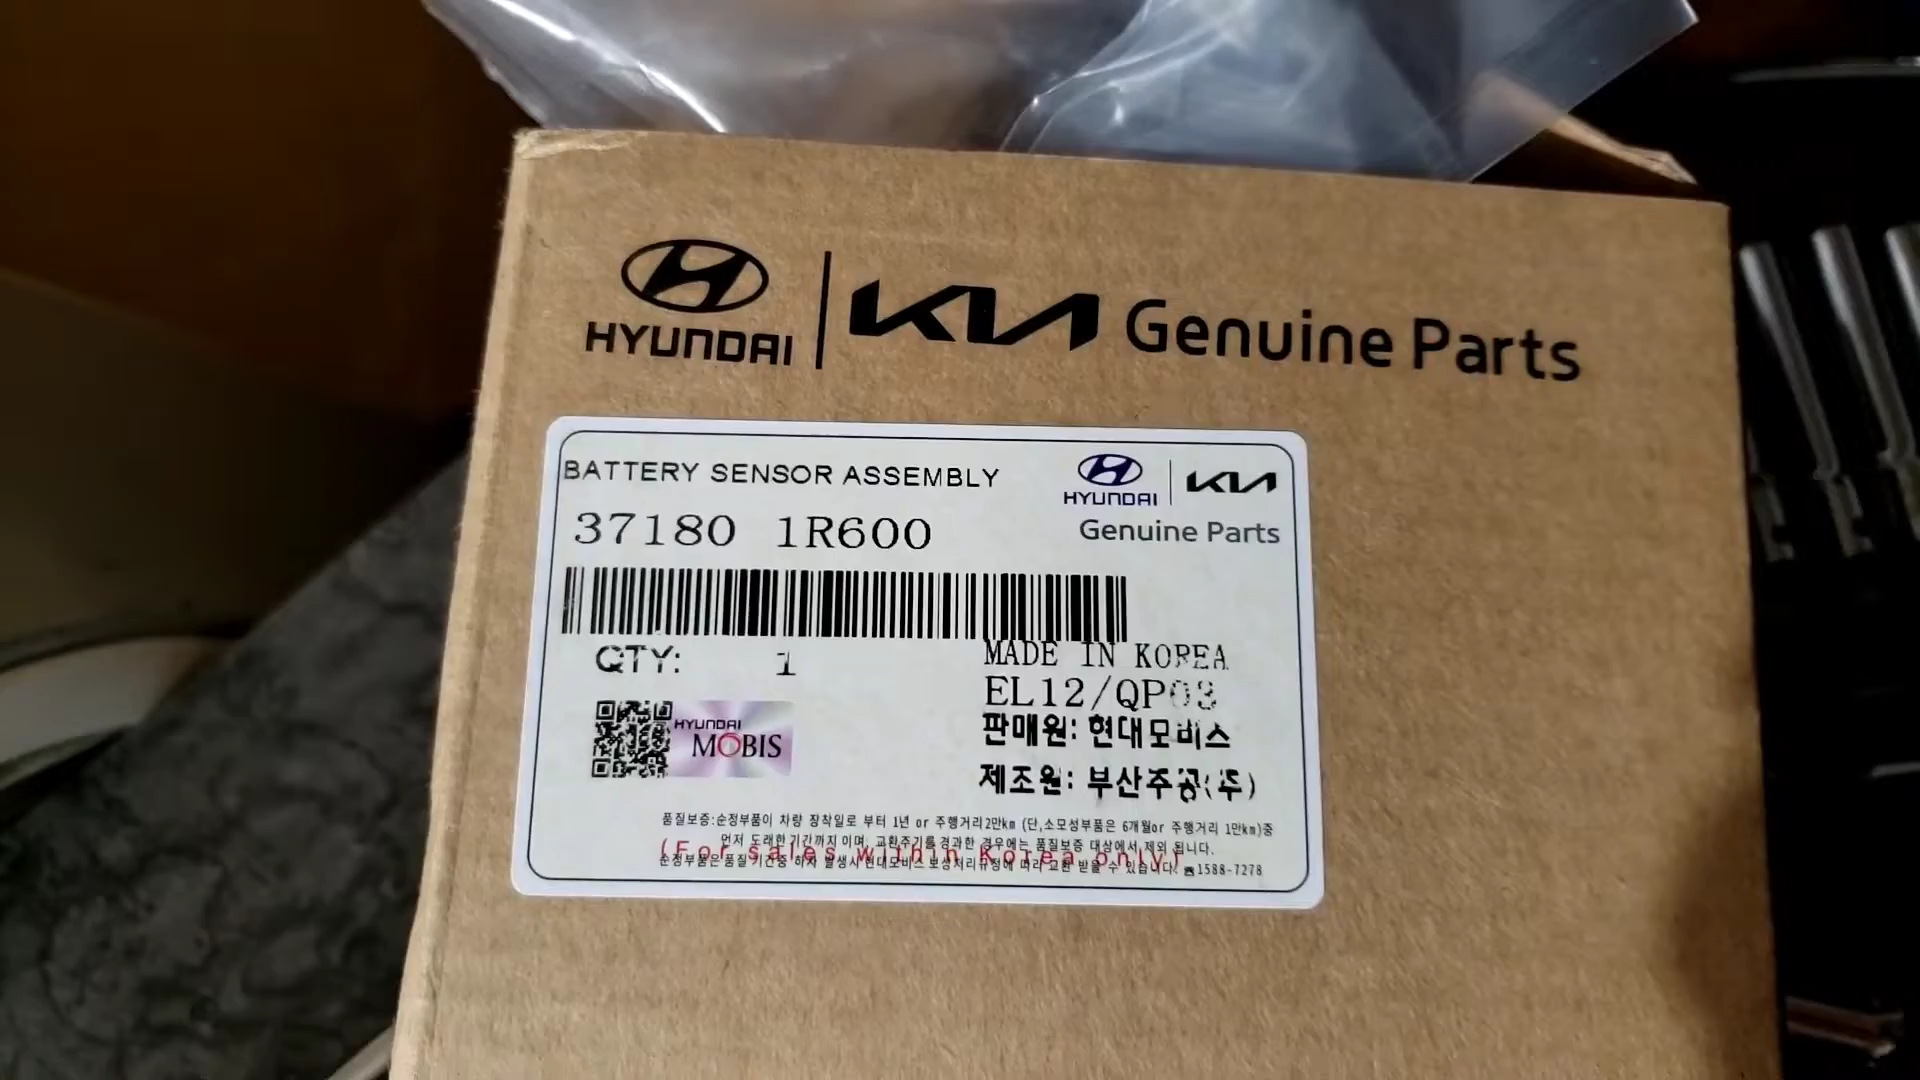 HYUNDAI KIA Genuine Parts
BATTERY SENSOR ASSEMBLY
HYUNDAI KIA
37180 1R600
Genuine Parts
QTY: 1
MADE IN KOREA
EL12/QP03
HYUNDAI
MOBIS
판매원: 현대모비스
제조원: 부산주공(주)
품질보증:순정부품이 차량 장착일로 부터 1년 or 주행거리2만km (단,소모성부품은 6개월or 주행거리 1만km)중
먼저 도래한 기간까지 이며, 교환주기를 경과한 경우에는 품질보증 대상에서 제외 됩니다.
(For sales within Korea only)
순정부품은 품질기간중 하자 발생시 현대모비스 보상처리규정에 따라 교환 받을 수 있습니다. ☎1588-7278